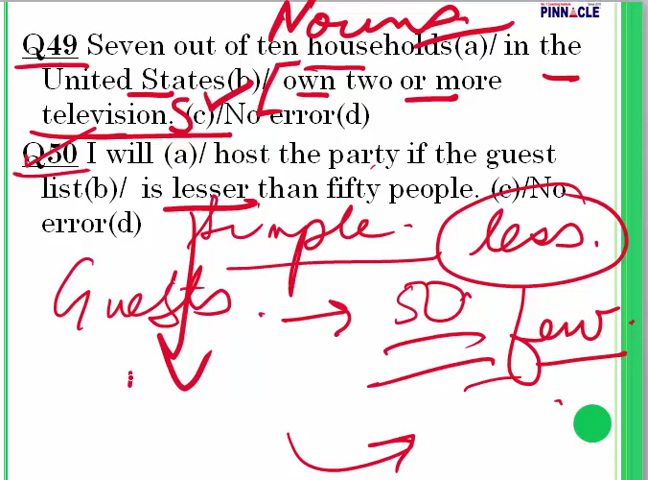 Nouns
PINNACLE
Q49 Seven out of ten households(a)/ in the
United States(b)/ own two or more
television. (c)/No error(d)
S
Q50 I will (a)/ host the party if the guest
list(b)/ is lesser than fifty people. (c)/No
error(d)
simple. less.
Guests. 50 few.